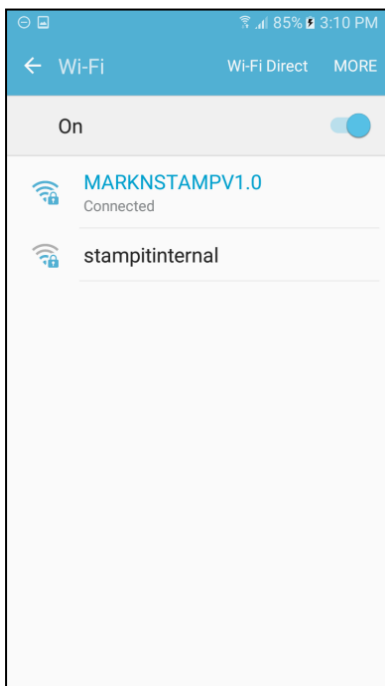 85% 3:10 PM
Wi-Fi Wi-Fi Direct MORE
On
MARKNSTAMPV1.0
Connected
stampitinternal